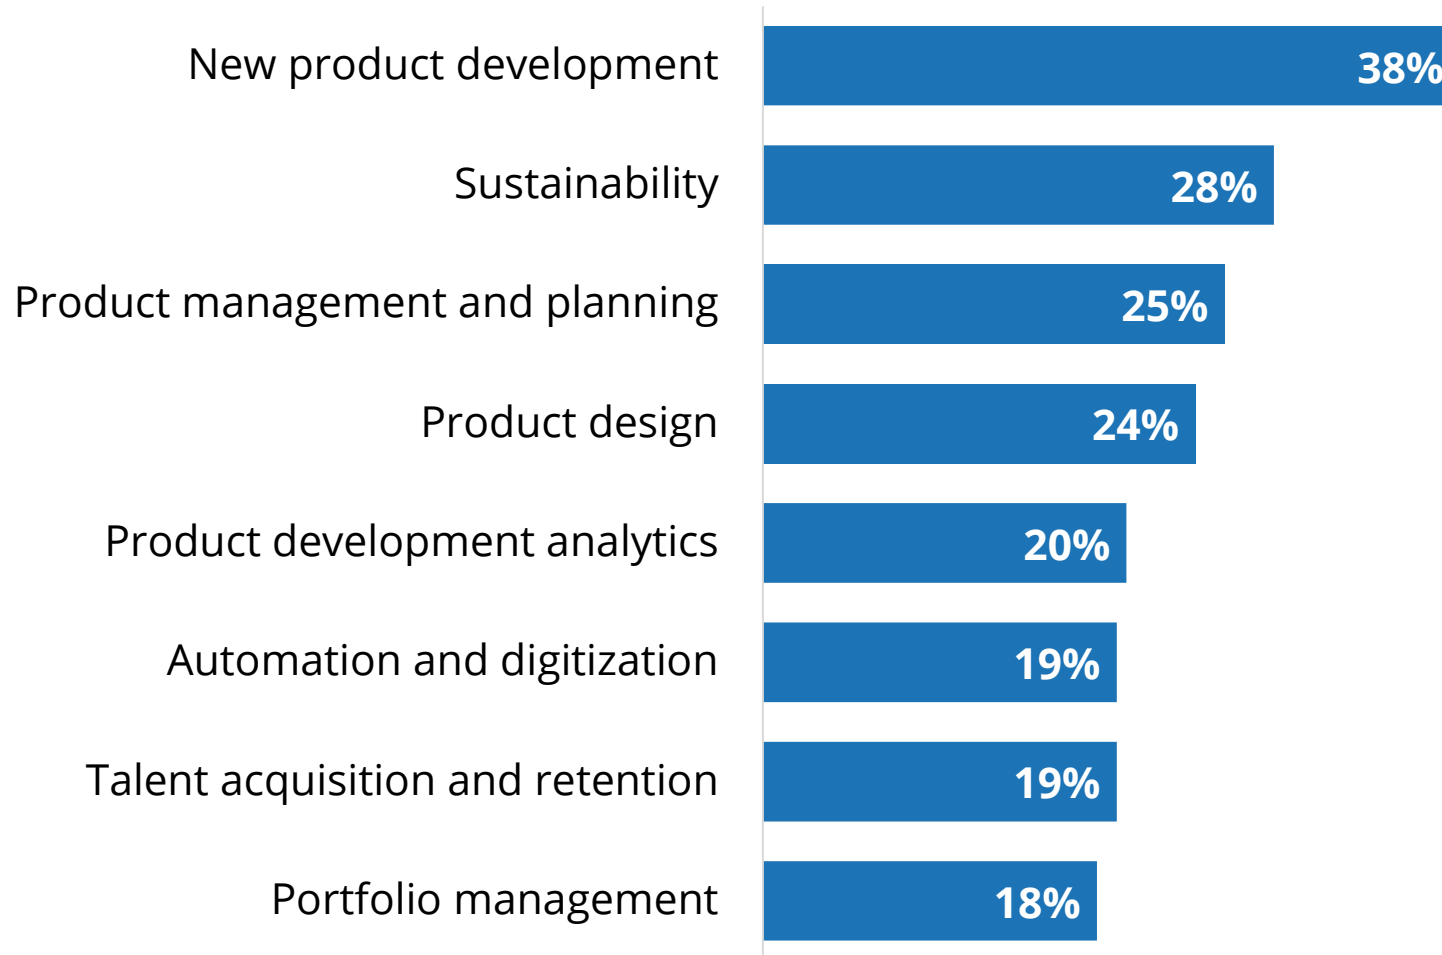 New product development 38%
Sustainability 28%
Product management and planning 25%
Product design 24%
Product development analytics 20%
Automation and digitization 19%
Talent acquisition and retention 19%
Portfolio management 18%